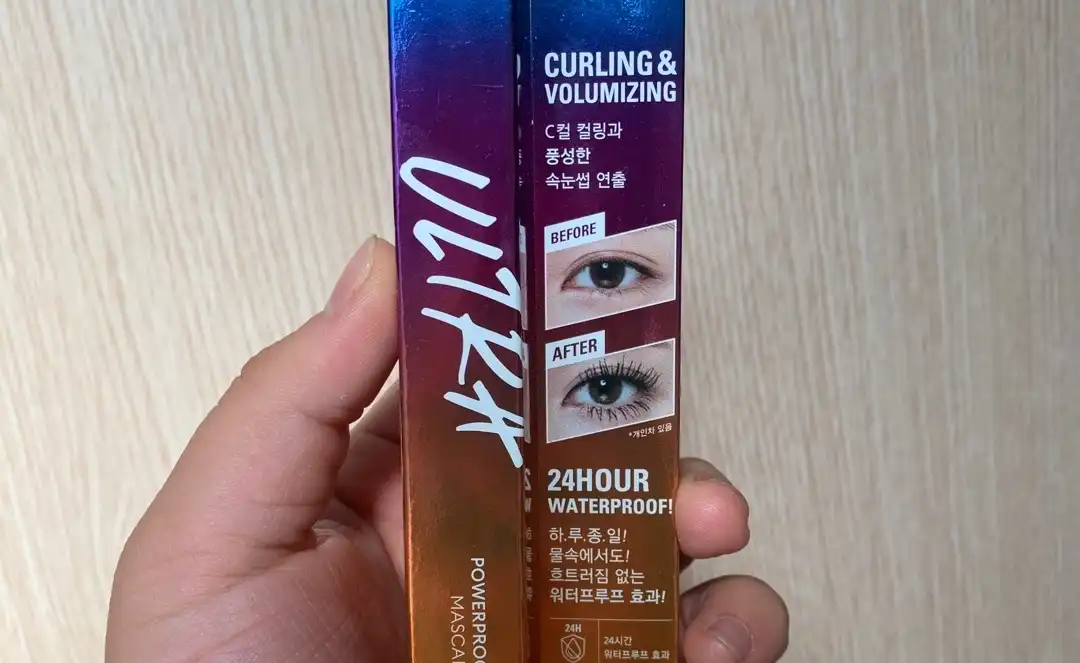 ULTRA
POWERPROO
MASCA
CURLING &
VOLUMIZING
C컬 컬링과
풍성한
속눈썹 연출
BEFORE
AFTER
*개인차 있음
24HOUR
WATERPROOF!
하.루.종.일!
물속에서도!
흐트러짐 없는
워터프루프 효과!
24H
24시간
워터프루프 효과